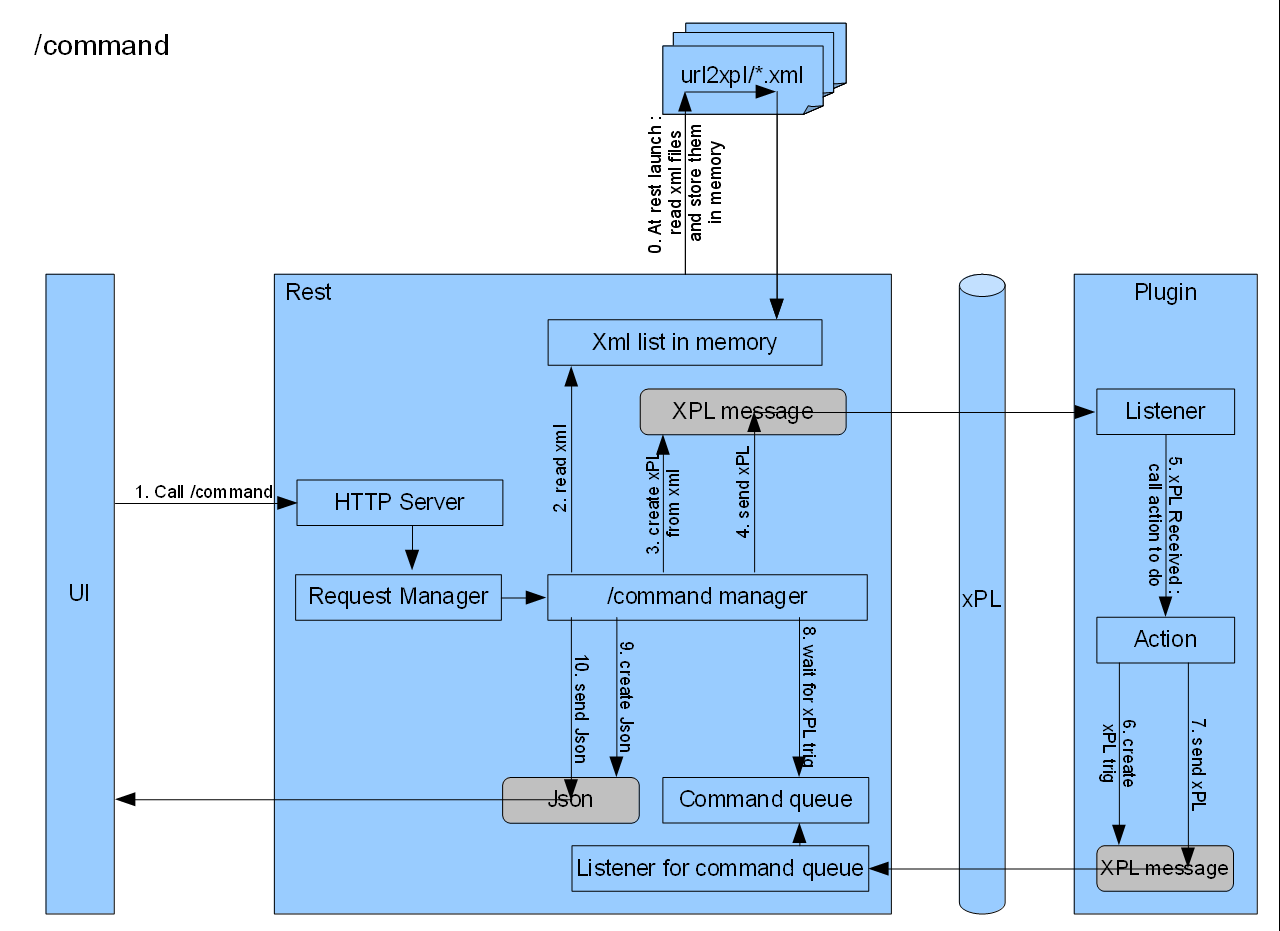 /command
url2xpl/*.xml
0. At rest launch :
read xml files
and store them
in memory
Rest
Plugin
Xml list in memory
XPL message
Listener
2. read xml
3. create xPL
from xml
4. send xPL
5. xPL Received :
call action to do
1. Call /command
HTTP Server
UI
Request Manager
/command manager
xPL
Action
10. send Json
9. create Json
8. wait for xPL trig
6. create
xPL trig
7. send xPL
Json
Command queue
Listener for command queue
XPL message